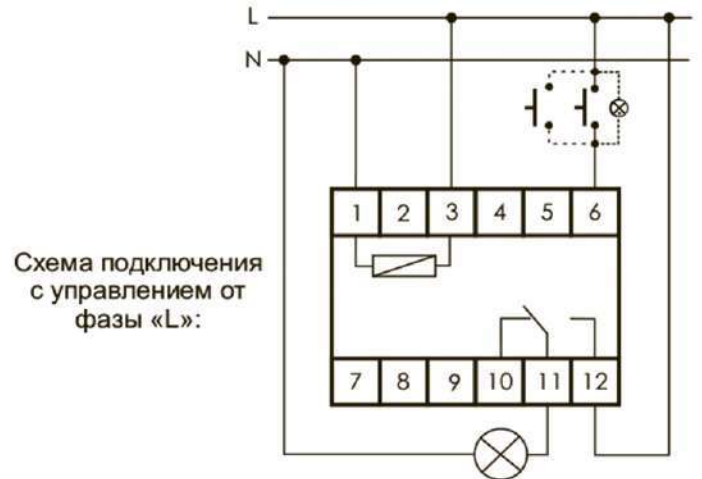 L
N
1 2 3 4 5 6
Схема подключения
с управлением от
фазы «L»:
7 8 9 10 11 12